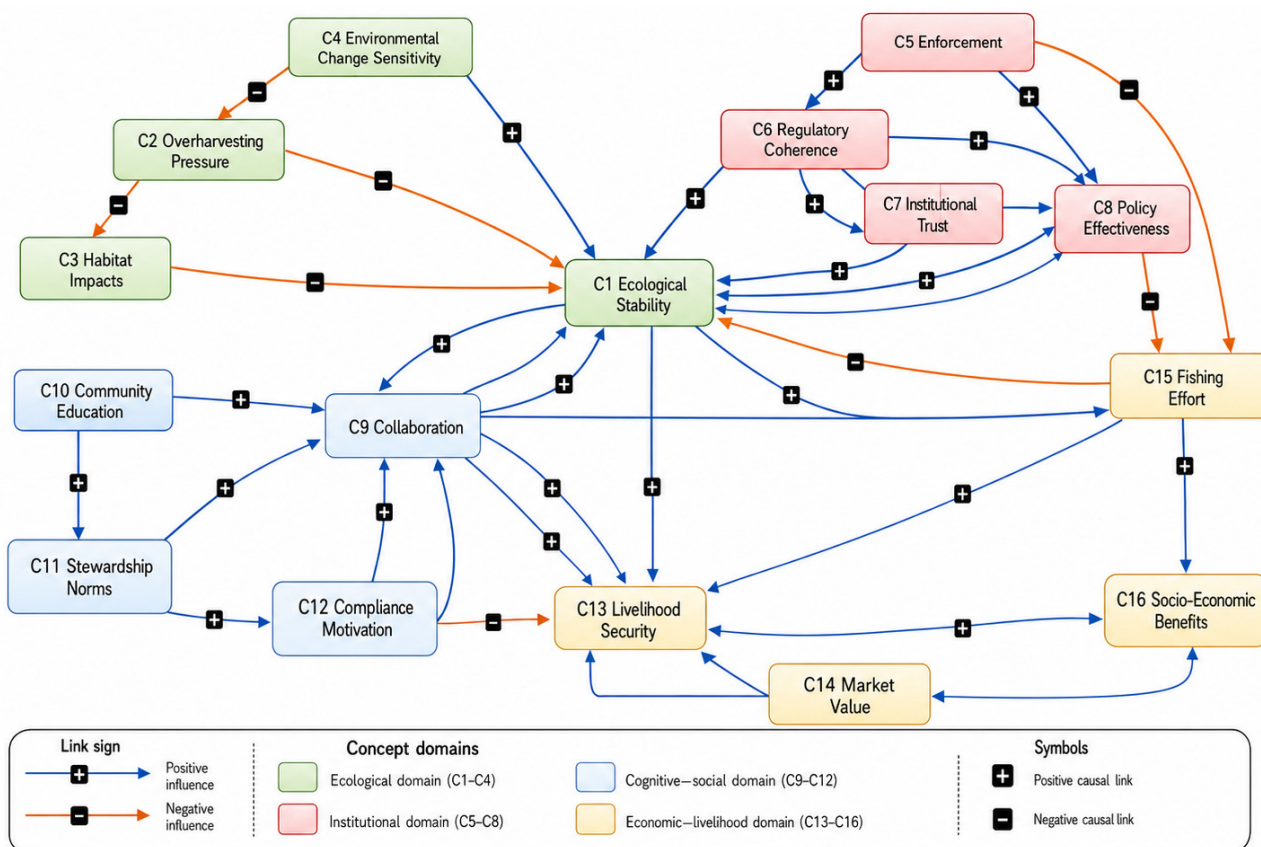 C4 Environmental
Change Sensitivity
C5 Enforcement
C2 Overharvesting
Pressure
C6 Regulatory
Coherence
C7 Institutional
Trust
C8 Policy
Effectiveness
C3 Habitat
Impacts
C1 Ecological
Stability
C10 Community
Education
C9 Collaboration
C15 Fishing
Effort
C11 Stewardship
Norms
C12 Compliance
Motivation
C13 Livelihood
Security
C16 Socio-Economic
Benefits
C14 Market
Value
Link sign
Positive
influence
Negative
influence
Concept domains
Ecological domain (C1–C4)
Institutional domain (C5–C8)
Cognitive–social domain (C9–C12)
Economic–livelihood domain (C13–C16)
Symbols
Positive causal link
Negative causal link